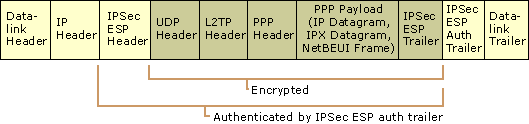 Data-
link
Header
IP
Header
IPSec
ESP
Header
UDP
Header
L2TP
Header
PPP
Header
PPP Payload
(IP Datagram,
IPX Datagram,
NetBEUI Frame)
IPSec
ESP
Trailer
IPSec
ESP
Auth
Trailer
Data-
link
Trailer
Encrypted
Authenticated by IPSec ESP auth trailer